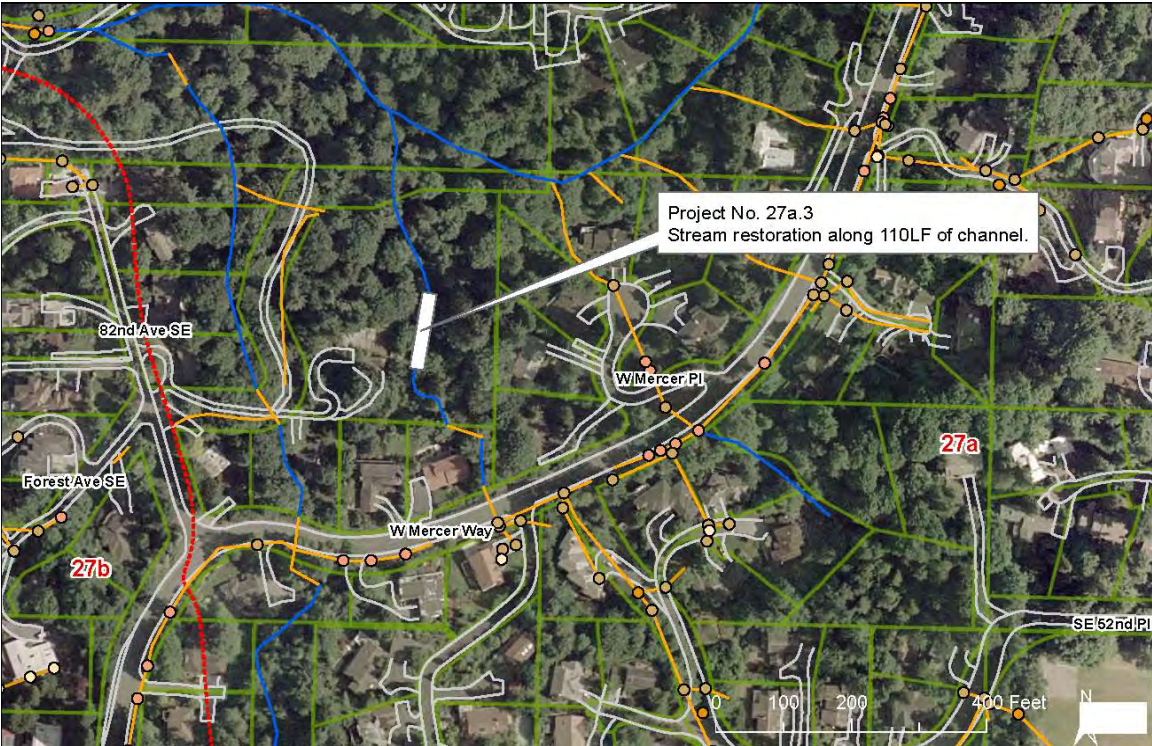 Project No. 27a.3
Stream restoration along 110LF of channel.
82nd Ave SE
W Mercer Pl
27a
Forest Ave SE
W Mercer Way
27b
SE 52nd Pl
0 100 200 400 Feet
N